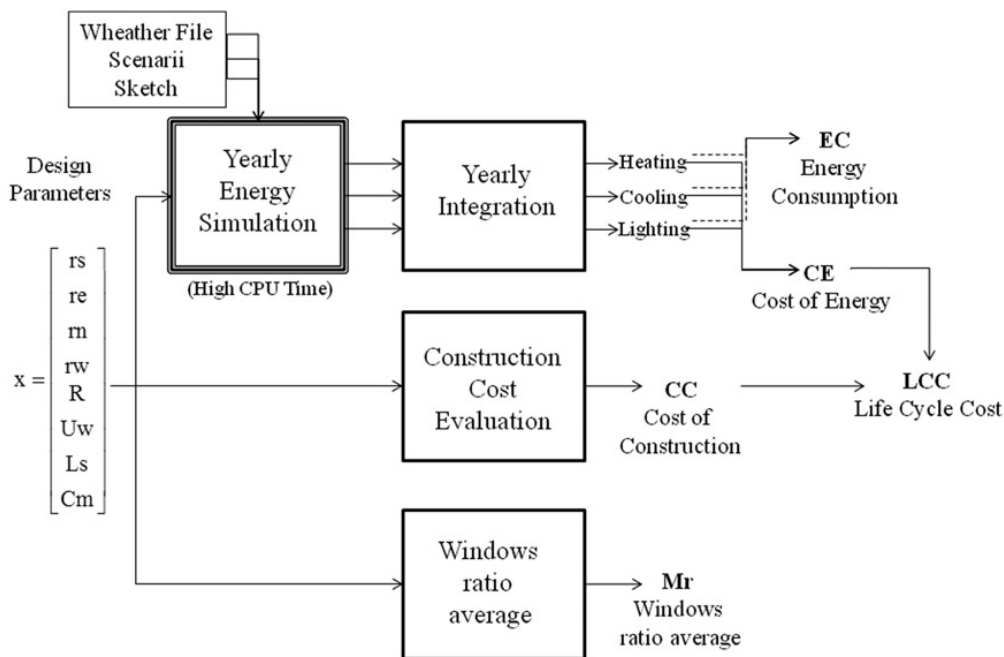 Wheather File
Scenarii
Sketch
Design
Parameters
Yearly
Energy
Simulation
(High CPU Time)
Yearly
Integration
Heating
Cooling
Lighting
EC
Energy
Consumption
CE
Cost of Energy
x =
rs
re
rn
rw
R
Uw
Ls
Cm
Construction
Cost
Evaluation
CC
Cost of
Construction
LCC
Life Cycle Cost
Windows
ratio
average
Mr
Windows
ratio average